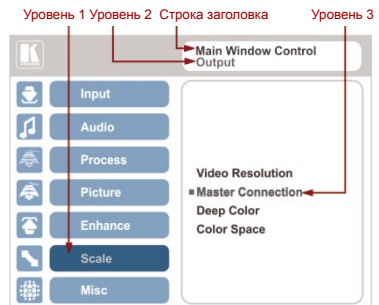 Уровень 1 Уровень 2 Строка заголовка Уровень 3
Main Window Control
Output
Input
Audio
Process
Picture
Enhance
Scale
Misc
Video Resolution
Master Connection
Deep Color
Color Space